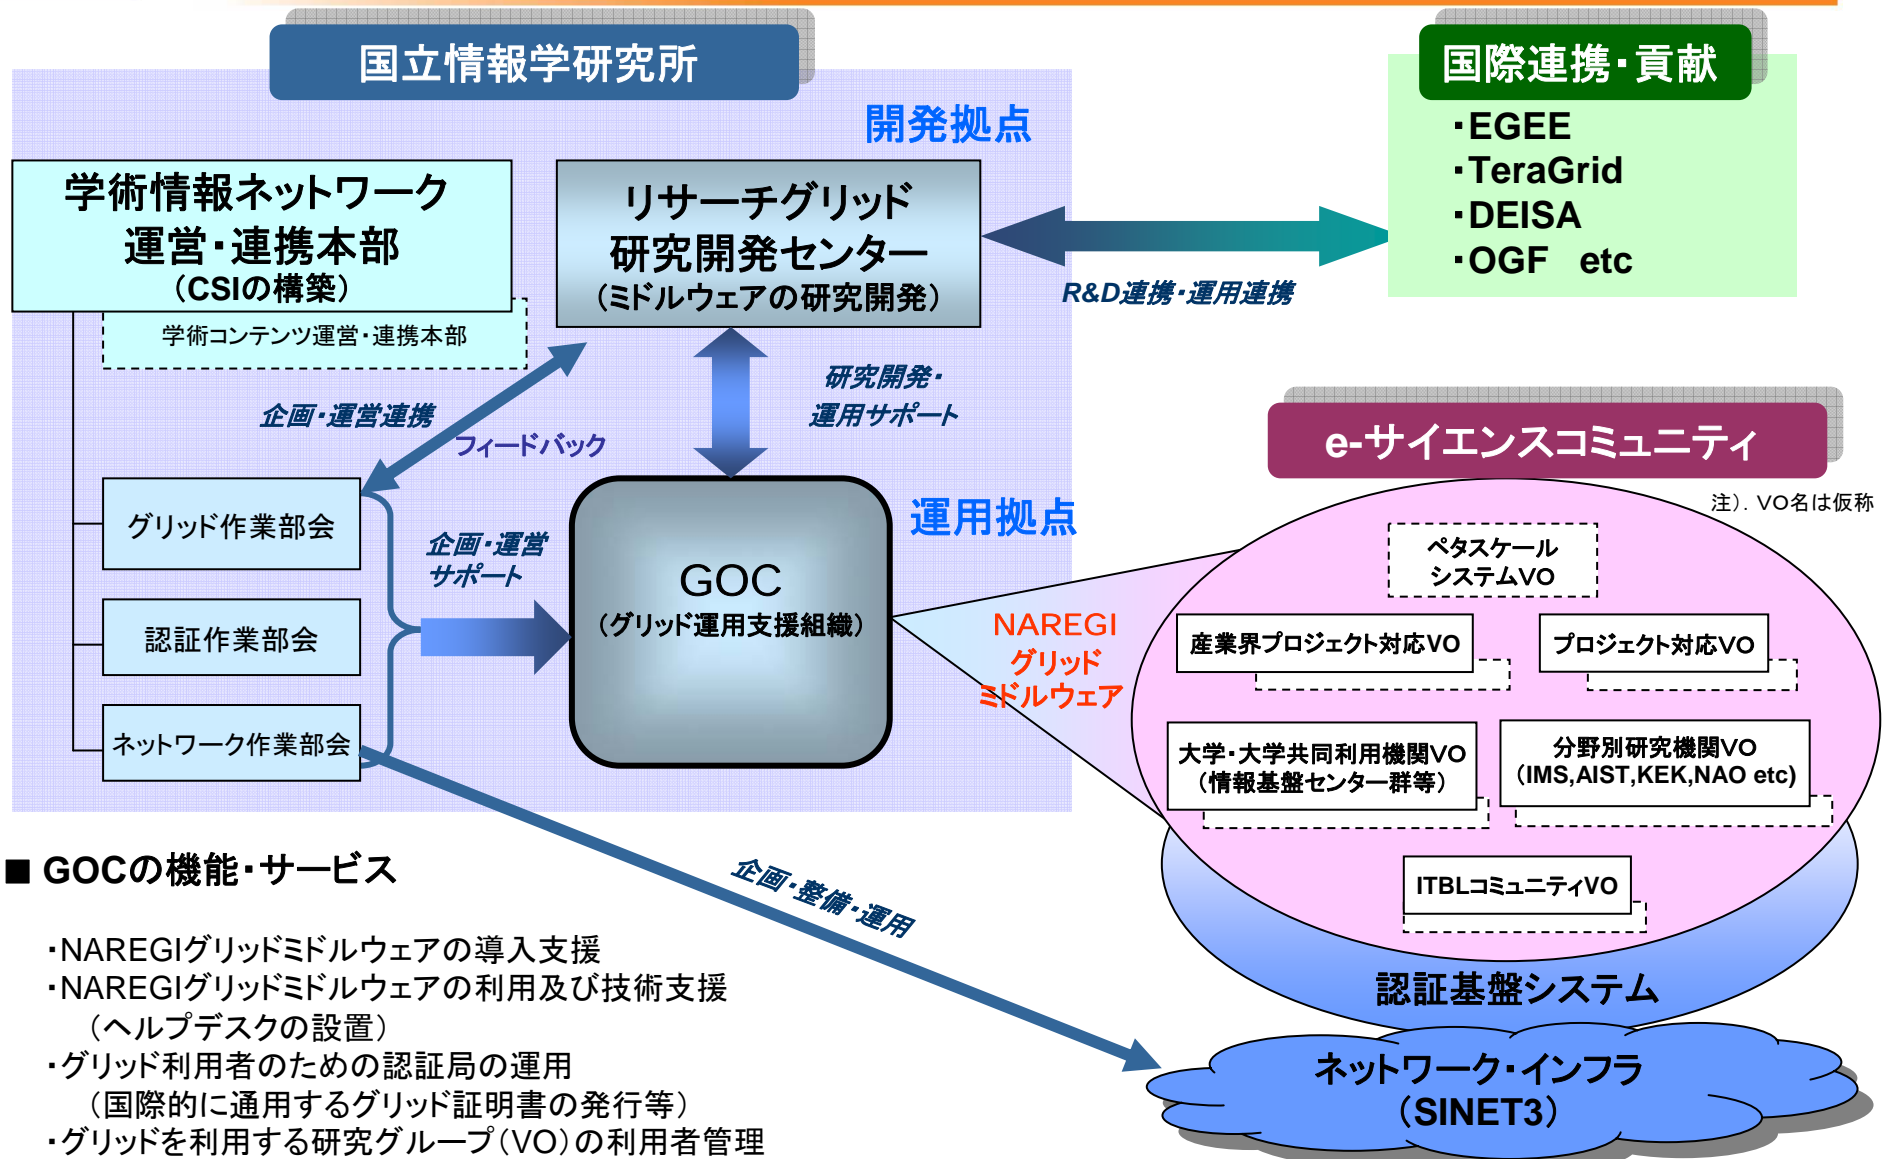 国立情報学研究所
国際連携・貢献
開発拠点
・EGEE
・TeraGrid
・DEISA
・OGF etc
学術情報ネットワーク
運営・連携本部
（CSIの構築）
学術コンテンツ運営・連携本部
リサーチグリッド
研究開発センター
（ミドルウェアの研究開発）
R&D連携・運用連携
企画・運営連携
フィードバック
研究開発・
運用サポート
e-サイエンスコミュニティ
注）．VO名は仮称
グリッド作業部会
認証作業部会
ネットワーク作業部会
企画・運営
サポート
運用拠点
GOC
（グリッド運用支援組織）
NAREGI
グリッド
ミドルウェア
ペタスケール
システムVO
産業界プロジェクト対応VO
プロジェクト対応VO
大学・大学共同利用機関VO
（情報基盤センター群等）
分野別研究機関VO
（IMS,AIST,KEK,NAO etc)
ITBLコミュニティVO
認証基盤システム
ネットワーク・インフラ
（SINET3）
企画・整備・運用
■ GOCの機能・サービス
・NAREGIグリッドミドルウェアの導入支援
・NAREGIグリッドミドルウェアの利用及び技術支援
（ヘルプデスクの設置）
・グリッド利用者のための認証局の運用
（国際的に通用するグリッド証明書の発行等）
・グリッドを利用する研究グループ（VO）の利用者管理